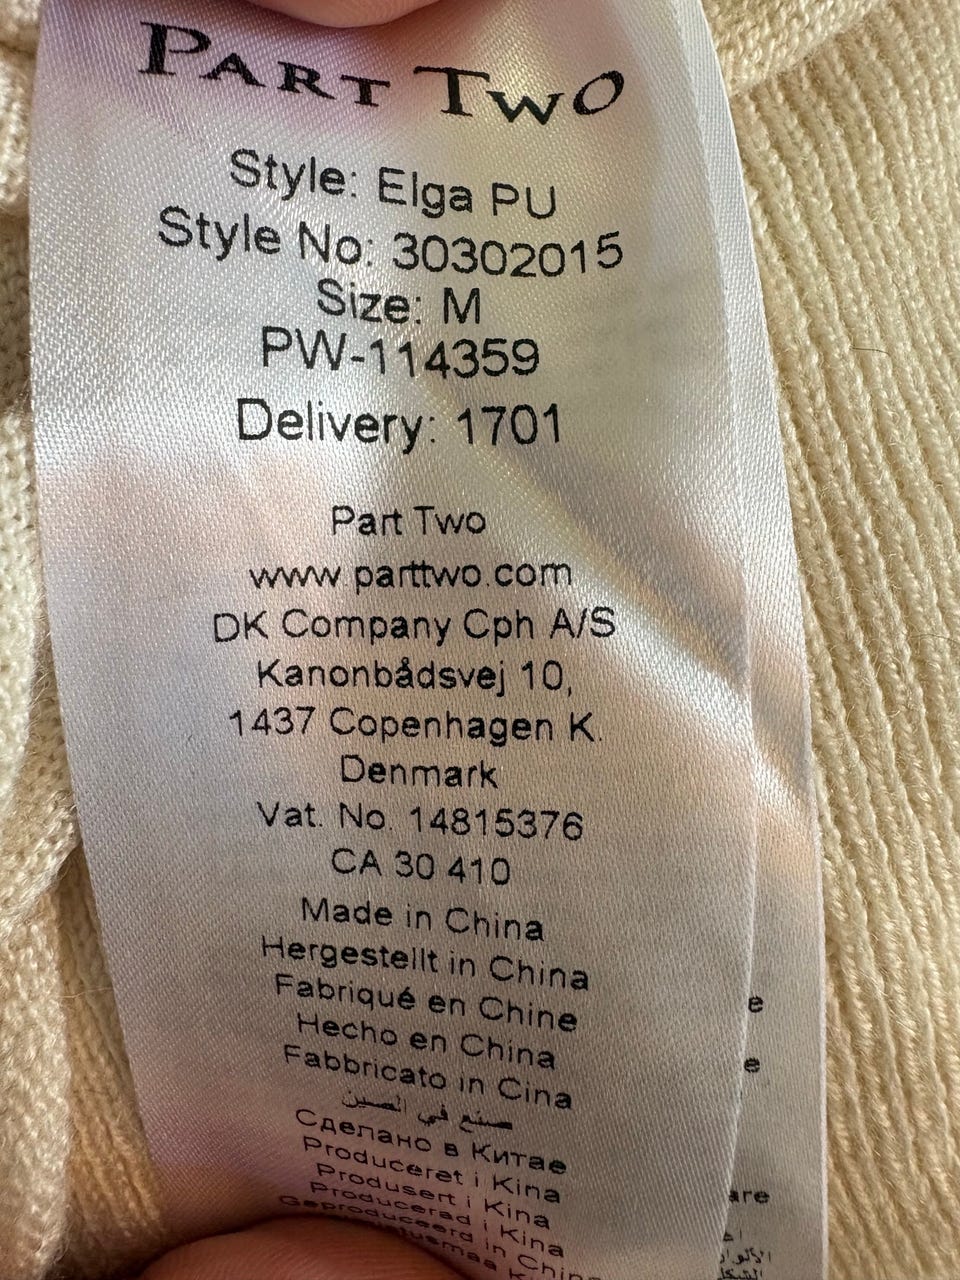 PART TWO
Style: Elga PU
Style No: 30302015
Size: M
PW-114359
Delivery: 1701
Part Two
www.parttwo.com
DK Company Cph A/S
Kanonbådsvej 10,
1437 Copenhagen K.
Denmark
Vat. No. 14815376
CA 30 410
Made in China
Hergestellt in China
Fabriqué en Chine
Hecho en China
Fabbricato in Cina
صنع في الصين
Сделано в Китае
Produceret i Kina
Produsert i Kina
Producerad i Kina
Geproduceerd in China